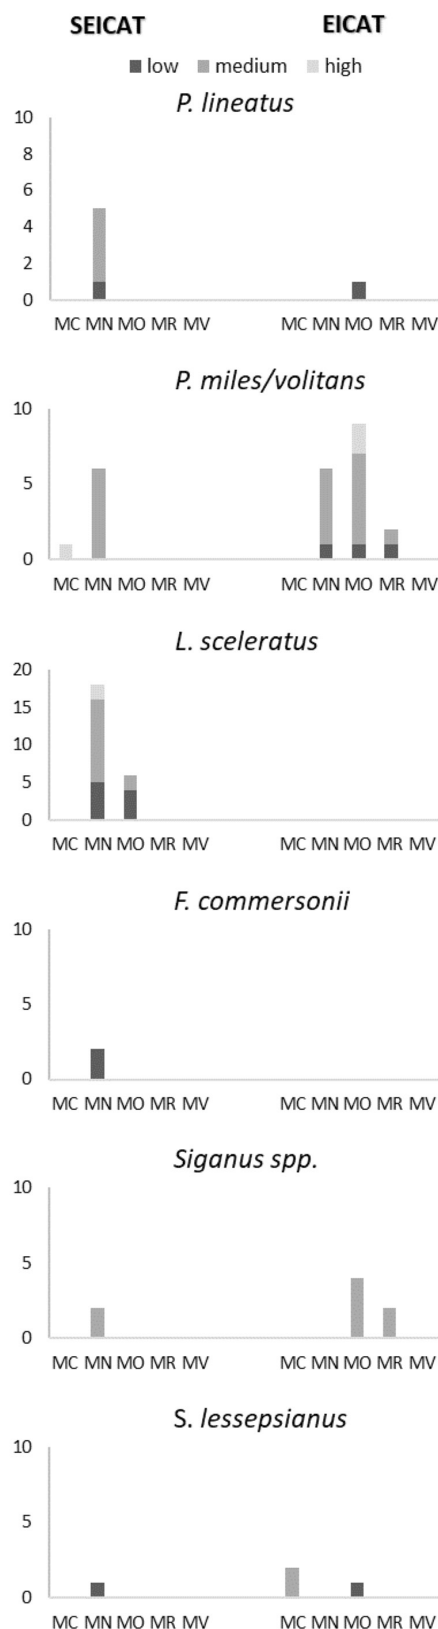 SEICAT EICAT
low medium high
P. lineatus
10
8
6
4
2
0
MC MN MO MR MV MC MN MO MR MV
P. miles/volitans
10
5
0
MC MN MO MR MV MC MN MO MR MV
L. sceleratus
20
15
10
5
0
MC MN MO MR MV MC MN MO MR MV
F. commersonii
10
5
0
MC MN MO MR MV MC MN MO MR MV
Siganus spp.
10
5
0
MC MN MO MR MV MC MN MO MR MV
S. lessepsianus
10
5
0
MC MN MO MR MV MC MN MO MR MV